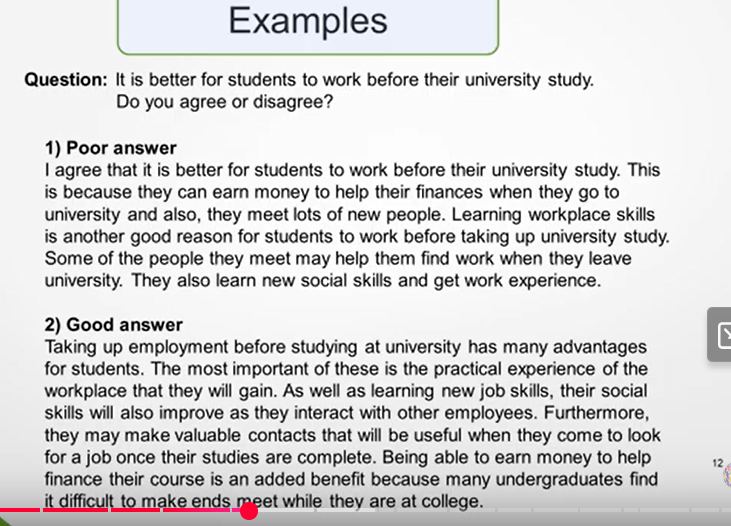 Examples
Question: It is better for students to work before their university study.
Do you agree or disagree?
1) Poor answer
I agree that it is better for students to work before their university study. This
is because they can earn money to help their finances when they go to
university and also, they meet lots of new people. Learning workplace skills
is another good reason for students to work before taking up university study.
Some of the people they meet may help them find work when they leave
university. They also learn new social skills and get work experience.
2) Good answer
Taking up employment before studying at university has many advantages
for students. The most important of these is the practical experience of the
workplace that they will gain. As well as learning new job skills, their social
skills will also improve as they interact with other employees. Furthermore,
they may make valuable contacts that will be useful when they come to look
for a job once their studies are complete. Being able to earn money to help
finance their course is an added benefit because many undergraduates find
it difficult to make ends meet while they are at college.
12